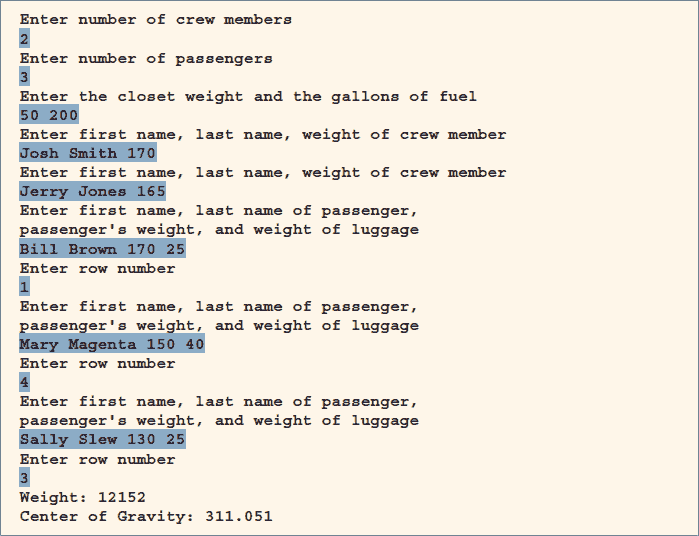 Enter number of crew members
2
Enter number of passengers
3
Enter the closet weight and the gallons of fuel
50 200
Enter first name, last name, weight of crew member
Josh Smith 170
Enter first name, last name, weight of crew member
Jerry Jones 165
Enter first name, last name of passenger,
passenger's weight, and weight of luggage
Bill Brown 170 25
Enter row number
1
Enter first name, last name of passenger,
passenger's weight, and weight of luggage
Mary Magenta 150 40
Enter row number
4
Enter first name, last name of passenger,
passenger's weight, and weight of luggage
Sally Slew 130 25
Enter row number
3
Weight: 12152
Center of Gravity: 311.051